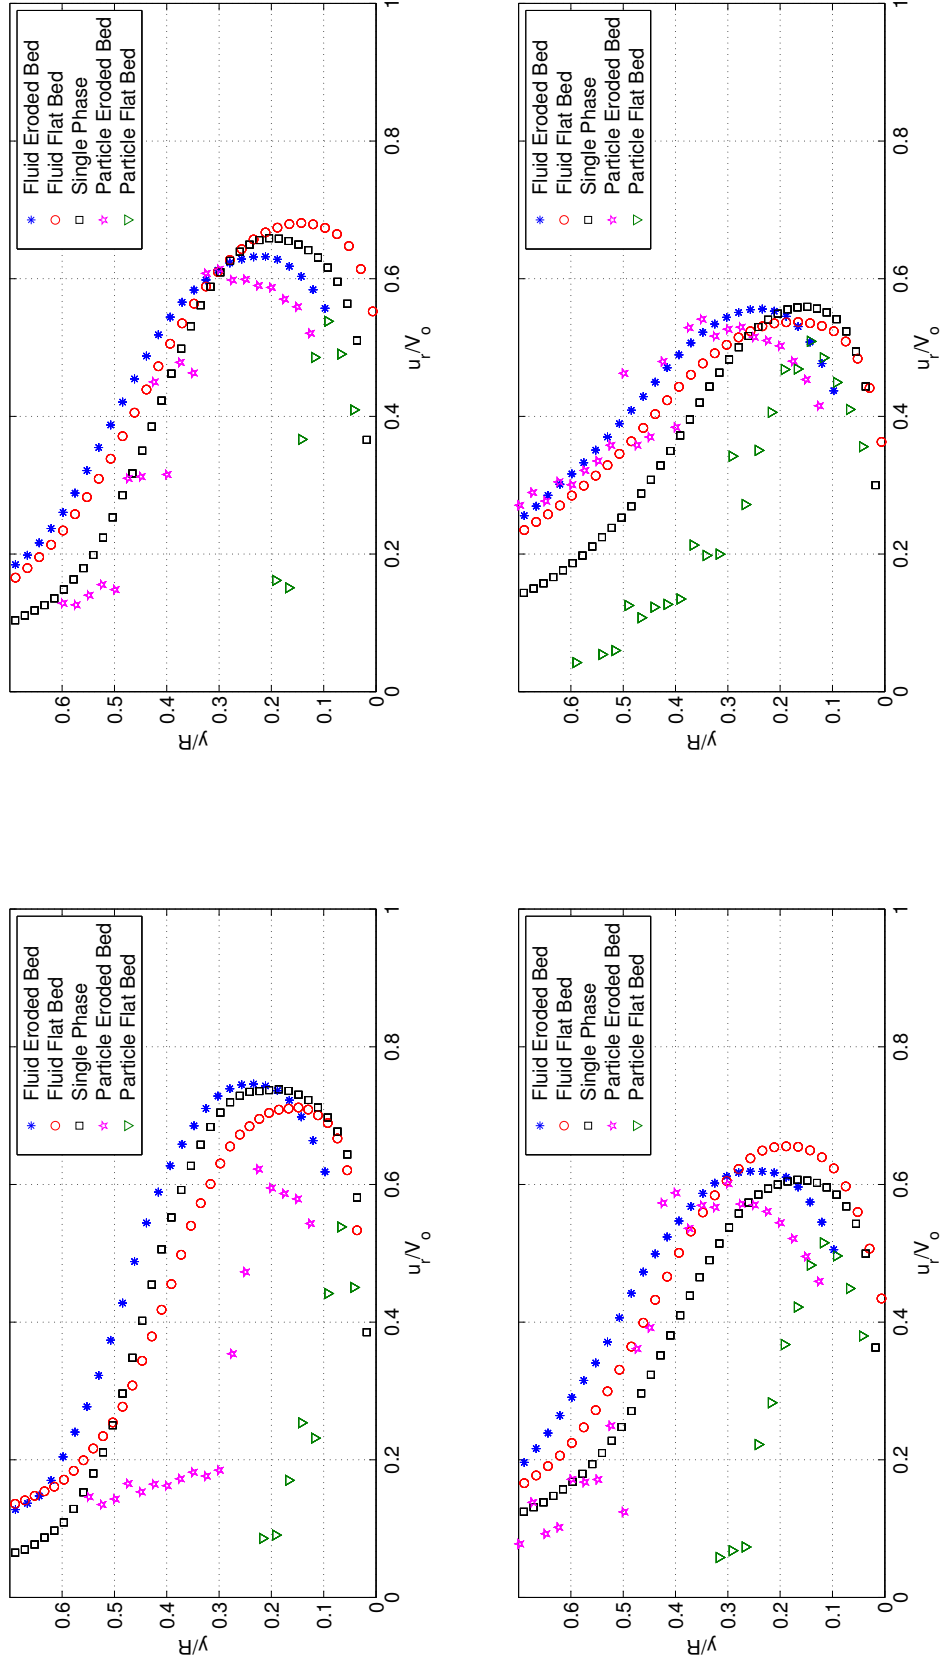 Fluid Eroded Bed
Fluid Flat Bed
Single Phase
Particle Eroded Bed
Particle Flat Bed
y/R
0.6
0.5
0.4
0.3
0.2
0.1
0
0 0.2 0.4 0.6 0.8 1
u_r/V_o
Fluid Eroded Bed
Fluid Flat Bed
Single Phase
Particle Eroded Bed
Particle Flat Bed
y/R
0.6
0.5
0.4
0.3
0.2
0.1
0
0 0.2 0.4 0.6 0.8 1
u_r/V_o
Fluid Eroded Bed
Fluid Flat Bed
Single Phase
Particle Eroded Bed
Particle Flat Bed
y/R
0.6
0.5
0.4
0.3
0.2
0.1
0
0 0.2 0.4 0.6 0.8 1
u_r/V_o
Fluid Eroded Bed
Fluid Flat Bed
Single Phase
Particle Eroded Bed
Particle Flat Bed
y/R
0.6
0.5
0.4
0.3
0.2
0.1
0
0 0.2 0.4 0.6 0.8 1
u_r/V_o